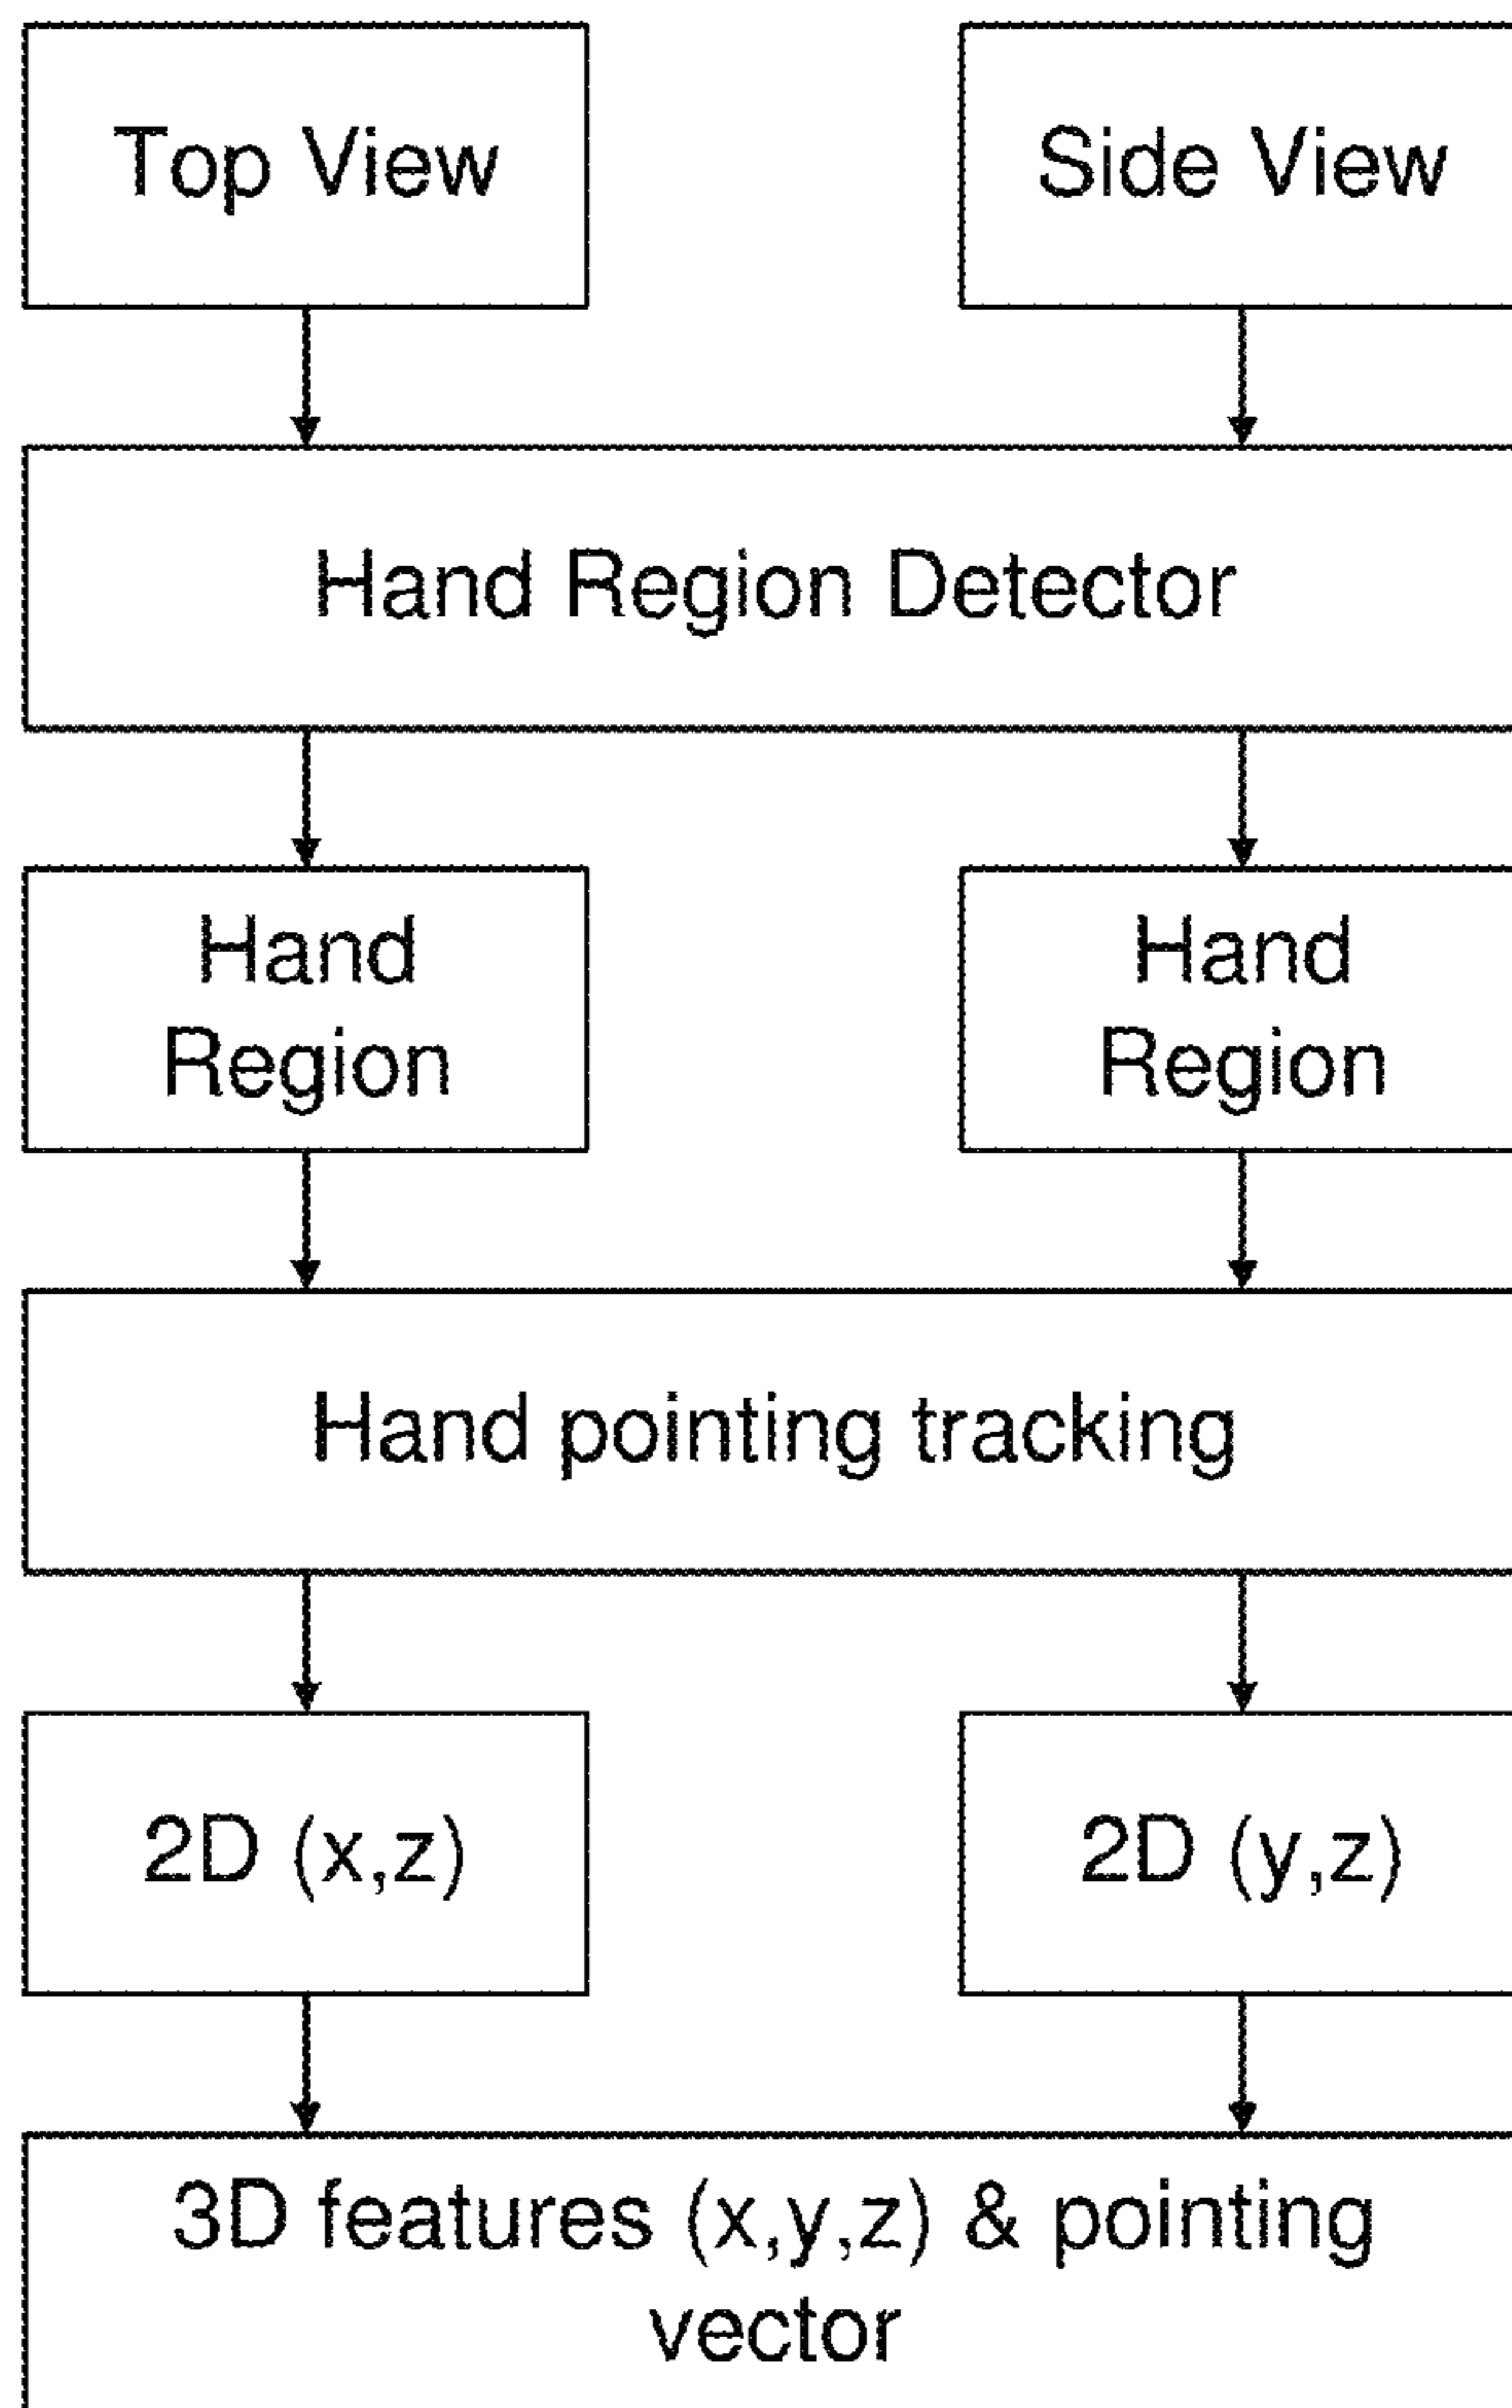 Top View
Side View
Hand Region Detector
Hand
Region
Hand
Region
Hand pointing tracking
2D (x,z)
2D (y,z)
3D features (x,y,z) & pointing
vector